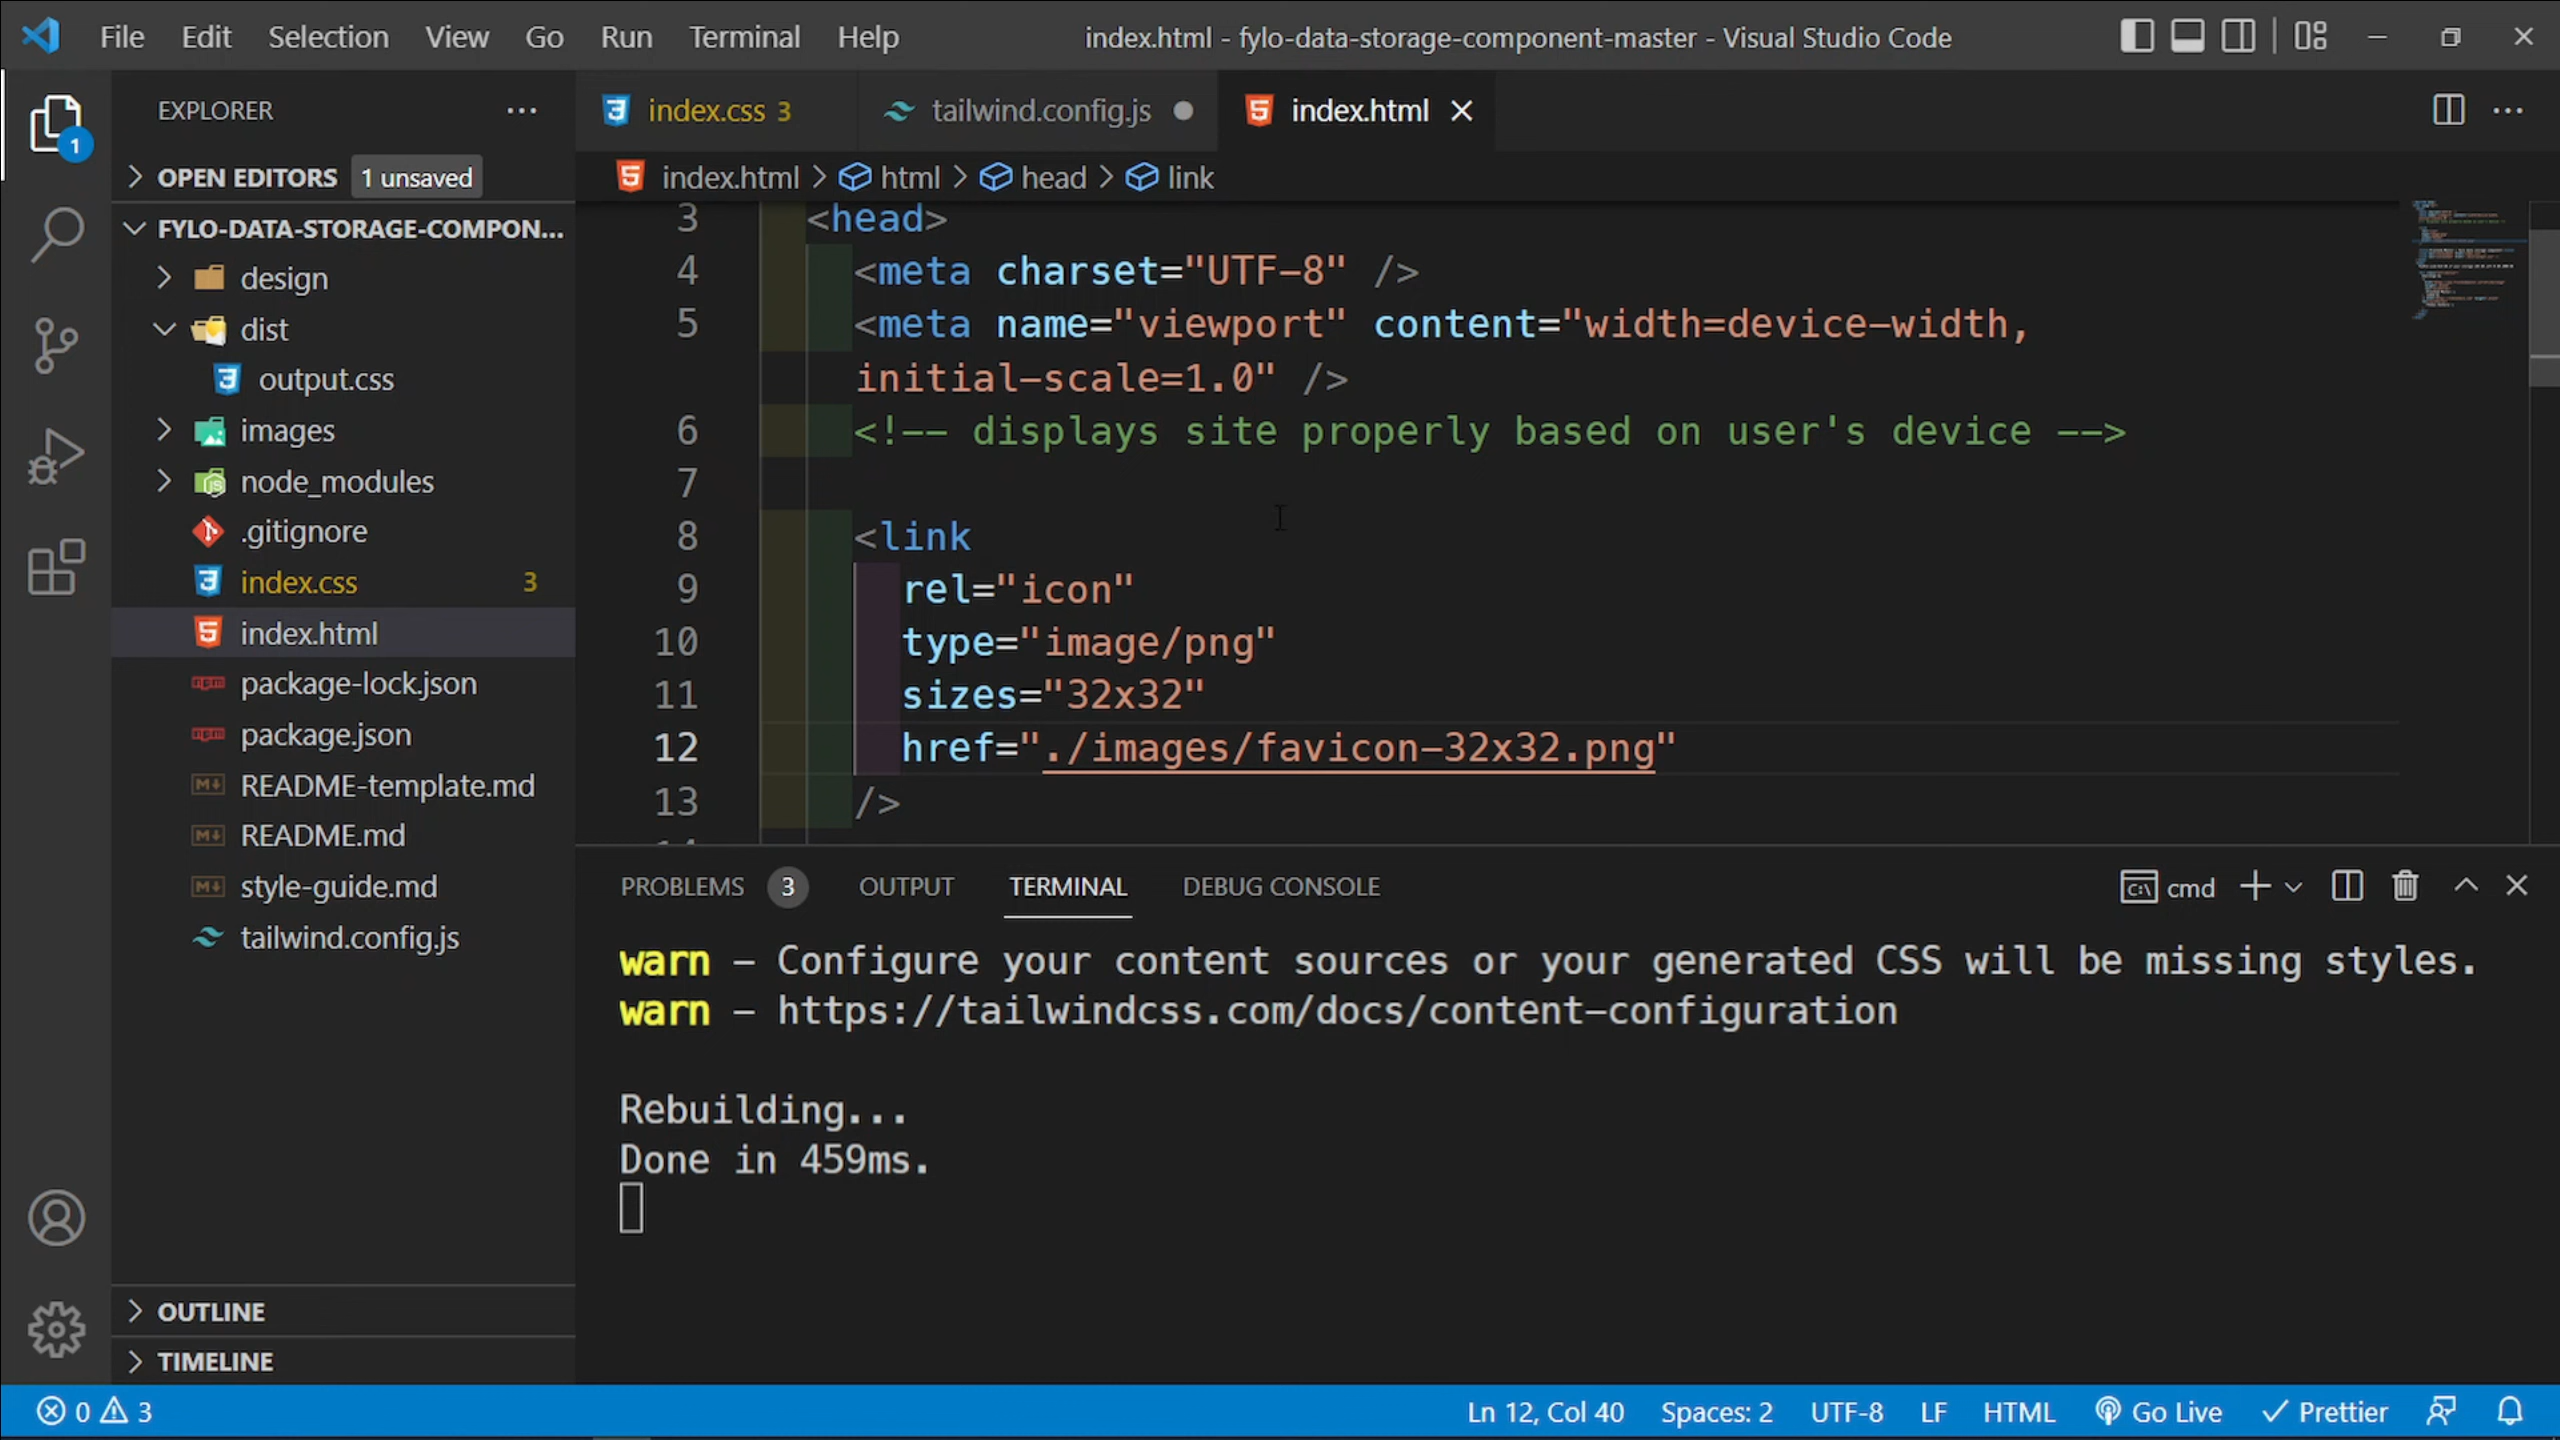 File Edit Selection View Go Run Terminal Help
index.html - fylo-data-storage-component-master - Visual Studio Code
EXPLORER
OPEN EDITORS 1 unsaved
FYLO-DATA-STORAGE-COMPON...
design
dist
output.css
images
node_modules
.gitignore
index.css 3
index.html
package-lock.json
package.json
README-template.md
README.md
style-guide.md
tailwind.config.js
OUTLINE
TIMELINE
1
index.css 3
tailwind.config.js
index.html
index.html > html > head > link
3 <head>
4 <meta charset="UTF-8" />
5 <meta name="viewport" content="width=device-width,
initial-scale=1.0" />
6 <!-- displays site properly based on user's device -->
7
8 <link
9 rel="icon"
10 type="image/png"
11 sizes="32x32"
12 href="./images/favicon-32x32.png"
13 />
PROBLEMS 3 OUTPUT TERMINAL DEBUG CONSOLE
cmd
warn - Configure your content sources or your generated CSS will be missing styles.
warn - https://tailwindcss.com/docs/content-configuration
Rebuilding...
Done in 459ms.
0 3
Ln 12, Col 40 Spaces: 2 UTF-8 LF HTML Go Live Prettier